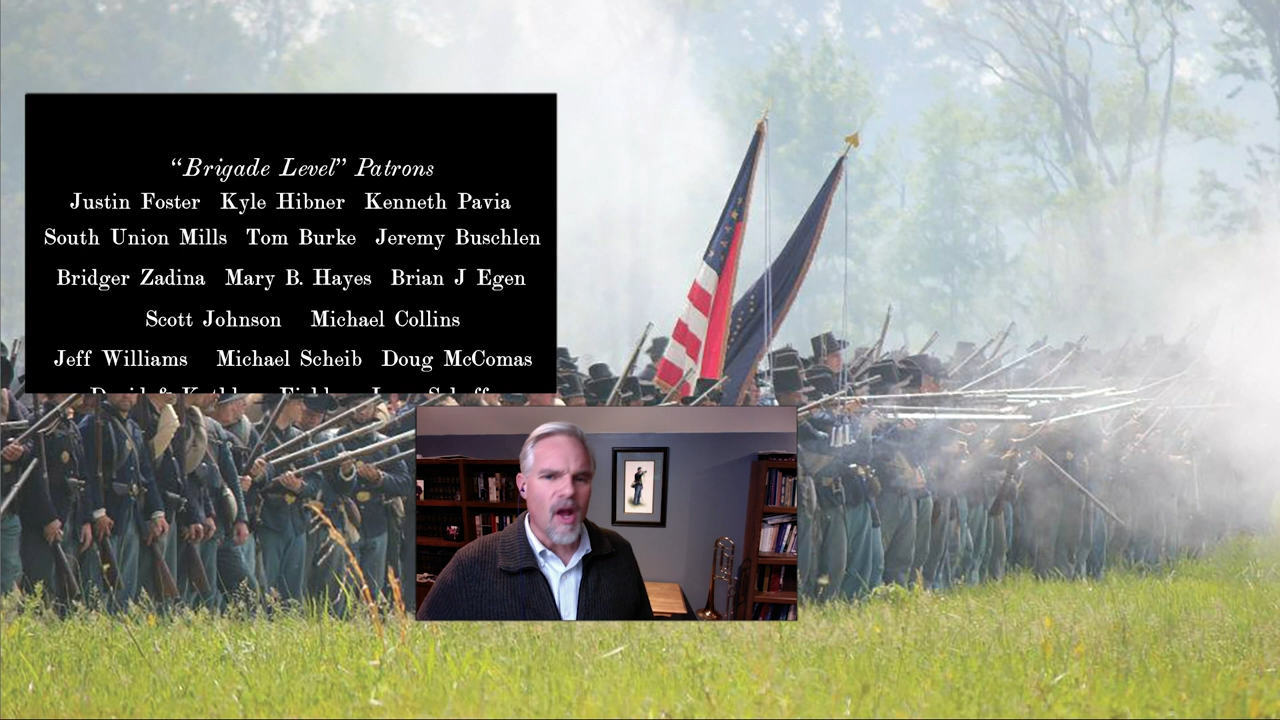 “Brigade Level” Patrons
Justin Foster Kyle Hibner Kenneth Pavia
South Union Mills Tom Burke Jeremy Buschlen
Bridger Zadina Mary B. Hayes Brian J Egen
Scott Johnson Michael Collins
Jeff Williams Michael Scheib Doug McComas